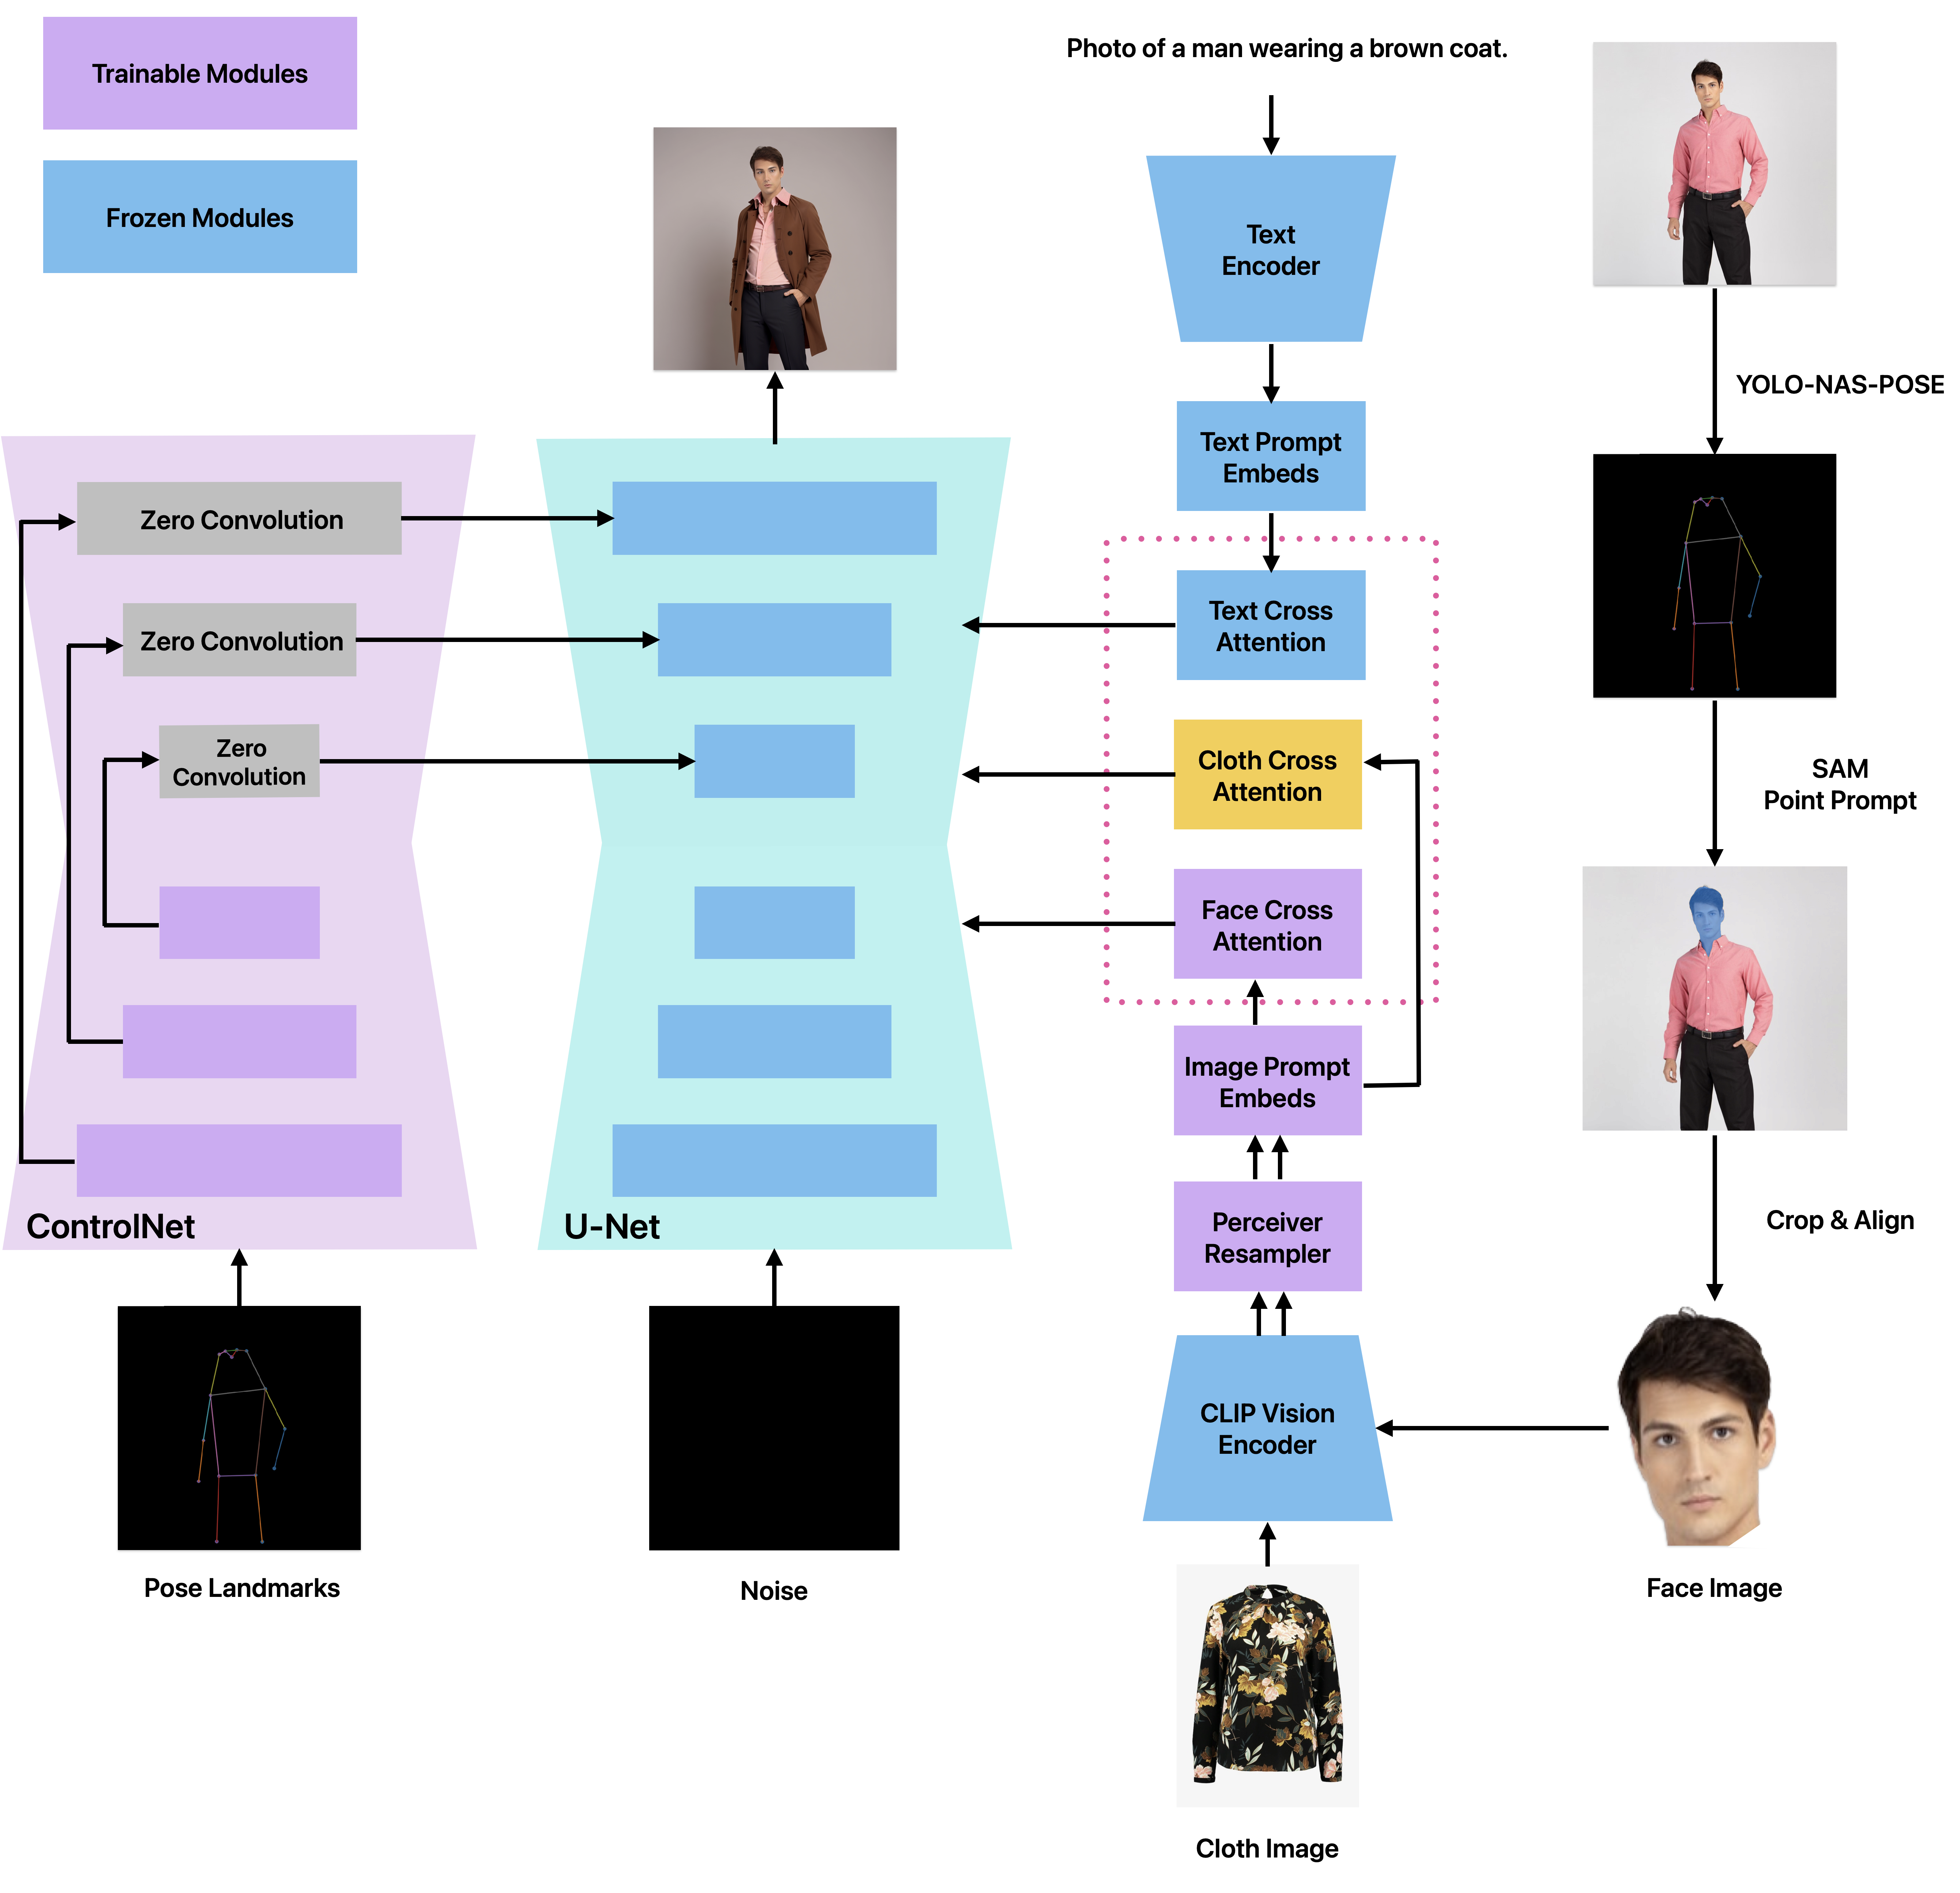 Trainable Modules
Frozen Modules
Photo of a man wearing a brown coat.
Text
Encoder
Text Prompt
Embeds
Text Cross
Attention
Cloth Cross
Attention
Face Cross
Attention
Image Prompt
Embeds
Perceiver
Resampler
CLIP Vision
Encoder
Cloth Image
YOLO-NAS-POSE
SAM
Point Prompt
Crop & Align
Face Image
Zero Convolution
Zero Convolution
Zero
Convolution
ControlNet
Pose Landmarks
U-Net
Noise